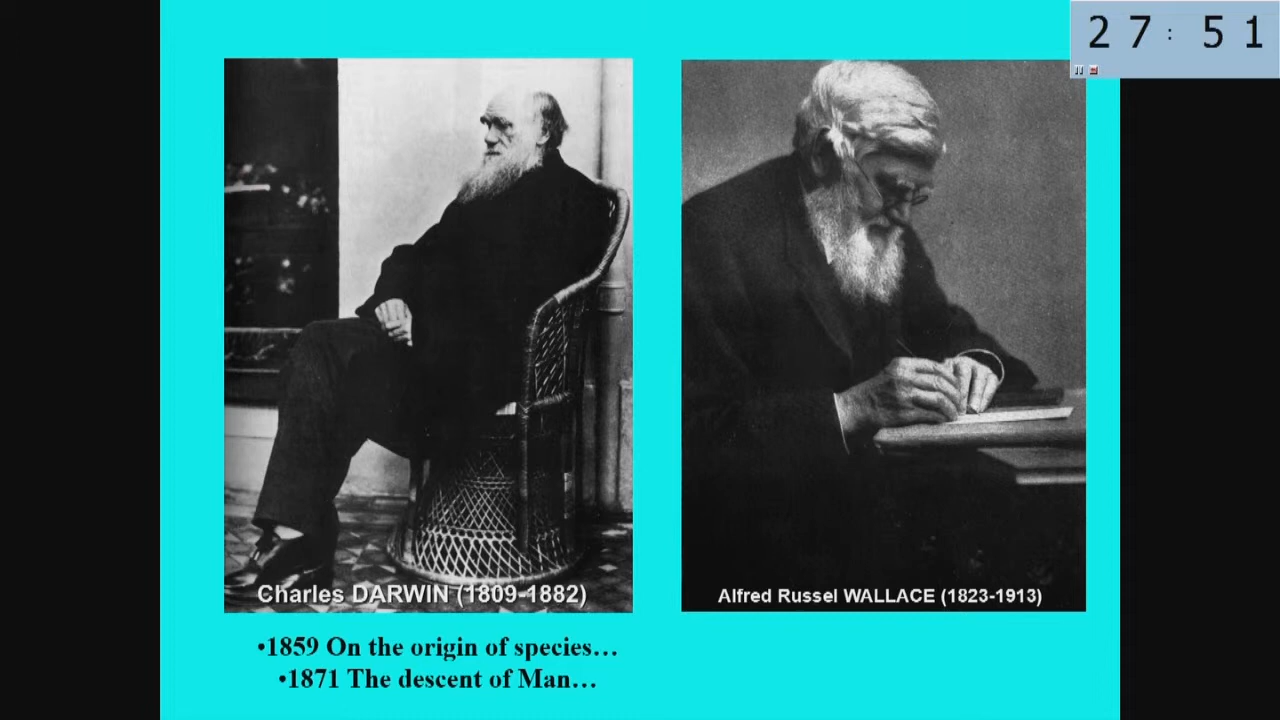 27:51
Charles DARWIN (1809-1882)
Alfred Russel WALLACE (1823-1913)
•1859 On the origin of species…
•1871 The descent of Man…